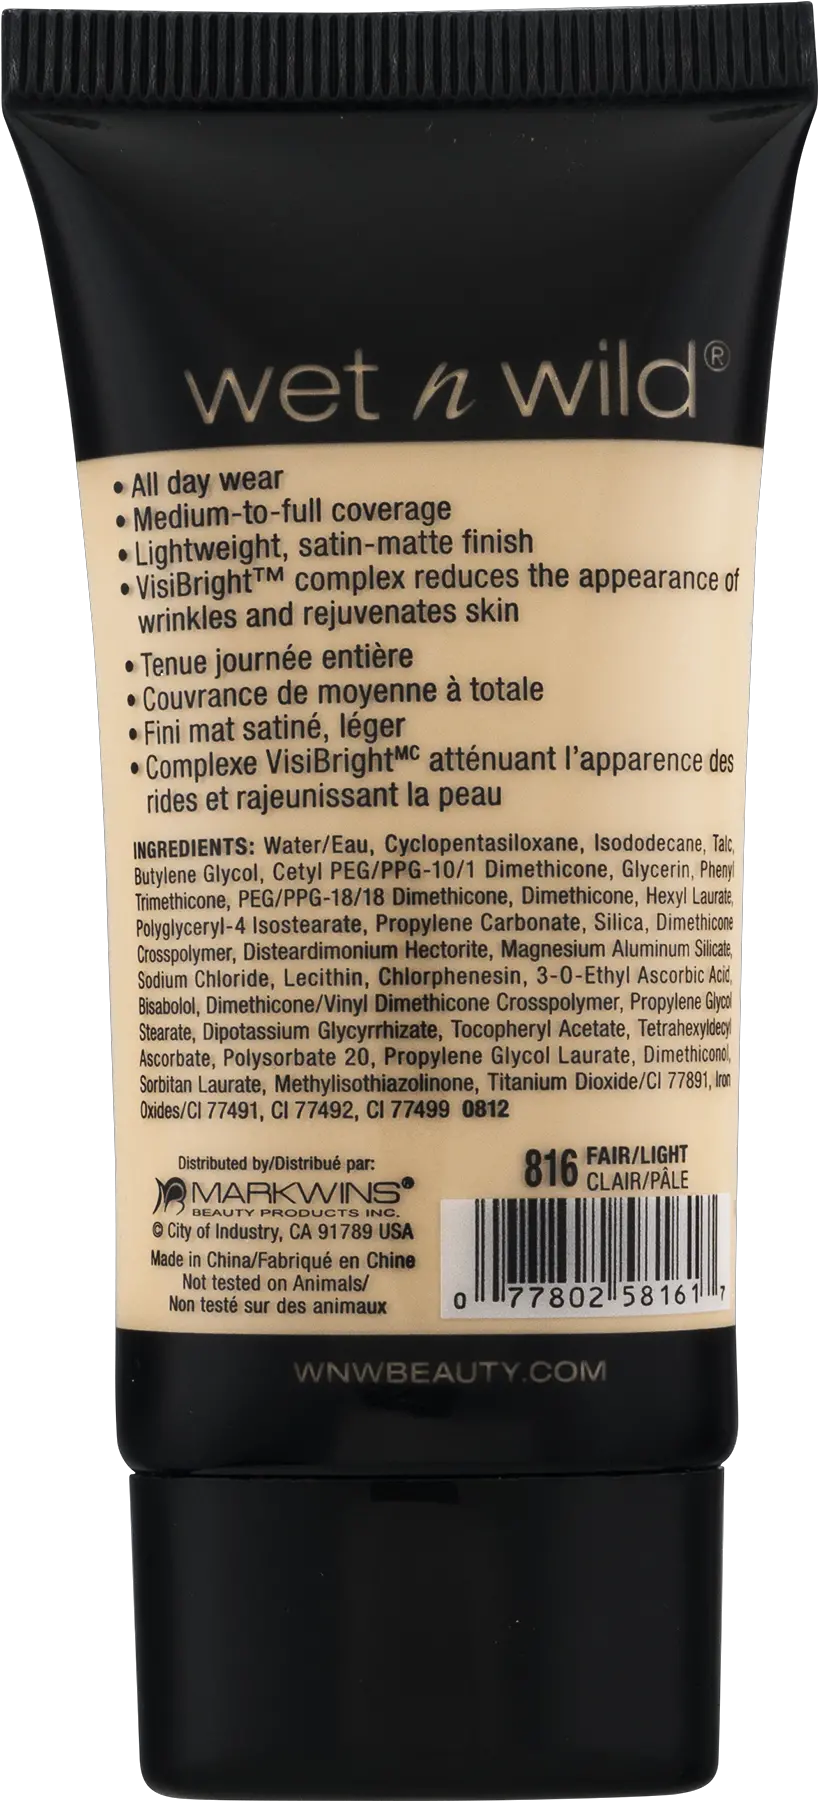 wet n wild®
• All day wear
• Medium-to-full coverage
• Lightweight, satin-matte finish
• VisiBright™ complex reduces the appearance of
wrinkles and rejuvenates skin
• Tenue journée entière
• Couvrance de moyenne à totale
• Fini mat satiné, léger
• Complexe VisiBrightMC atténuant l'apparence des
rides et rajeunissant la peau
INGREDIENTS: Water/Eau, Cyclopentasiloxane, Isododecane, Talc,
Butylene Glycol, Cetyl PEG/PPG-10/1 Dimethicone, Glycerin, Phenyl
Trimethicone, PEG/PPG-18/18 Dimethicone, Dimethicone, Hexyl Laurate,
Polyglyceryl-4 Isostearate, Propylene Carbonate, Silica, Dimethicone
Crosspolymer, Disteardimonium Hectorite, Magnesium Aluminum Silicate,
Sodium Chloride, Lecithin, Chlorphenesin, 3-O-Ethyl Ascorbic Acid,
Bisabolol, Dimethicone/Vinyl Dimethicone Crosspolymer, Propylene Glycol
Stearate, Dipotassium Glycyrrhizate, Tocopheryl Acetate, Tetrahexyldecyl
Ascorbate, Polysorbate 20, Propylene Glycol Laurate, Dimethiconol,
Sorbitan Laurate, Methylisothiazolinone, Titanium Dioxide/CI 77891, Iron
Oxides/CI 77491, CI 77492, CI 77499 0812
Distributed by/Distribué par:
MARKWINS®
BEAUTY PRODUCTS INC.
© City of Industry, CA 91789 USA
Made in China/Fabriqué en Chine
Not tested on Animals/
Non testé sur des animaux
816 FAIR/LIGHT
CLAIR/PÂLE
0 77802 58161 7
WNWBEAUTY.COM